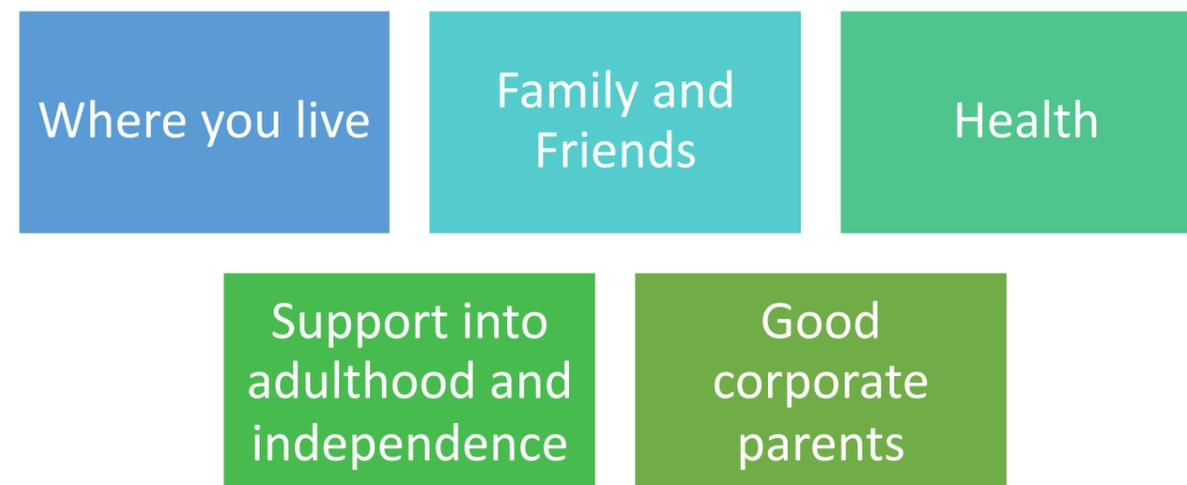 Where you live
Family and
Friends
Health
Support into
adulthood and
independence
Good
corporate
parents